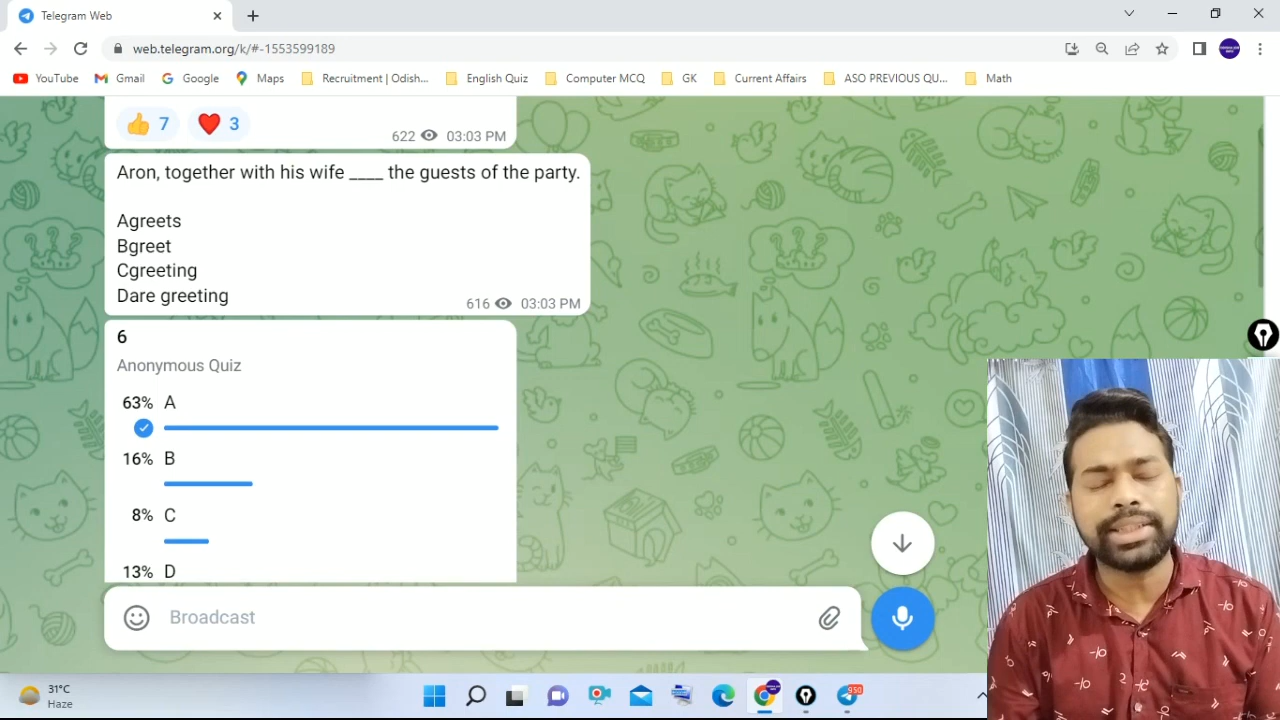 Telegram Web
web.telegram.org/k/#-1553599189
YouTube Gmail Google Maps Recruitment | Odish... English Quiz Computer MCQ GK Current Affairs ASO PREVIOUS QU... Math
👍 7 ❤️ 3
622 03:03 PM
Aron, together with his wife ____ the guests of the party.
Agreets
Bgreet
Cgreeting
Dare greeting
616 03:03 PM
6
Anonymous Quiz
63% A
16% B
8% C
13% D
Broadcast
31°C
Haze
950